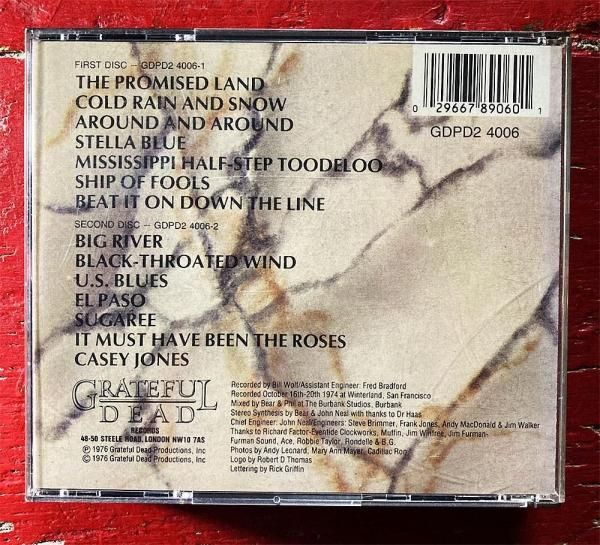 FIRST DISC – GDPD2 4006-1
THE PROMISED LAND
COLD RAIN AND SNOW
AROUND AND AROUND
STELLA BLUE
MISSISSIPPI HALF-STEP TOODELOO
SHIP OF FOOLS
BEAT IT ON DOWN THE LINE
SECOND DISC – GDPD2 4006-2
BIG RIVER
BLACK-THROATED WIND
U.S. BLUES
EL PASO
SUGAREE
IT MUST HAVE BEEN THE ROSES
CASEY JONES
0 29667 89060 1
GDPD2 4006
GRATEFUL
DEAD
RECORDS
48-50 STEELE ROAD, LONDON NW10 7AS
Ⓟ 1976 Grateful Dead Productions, Inc
© 1976 Grateful Dead Productions, Inc
Recorded by Bill Wolf/Assistant Engineer: Fred Bradford
Recorded October 16th-20th 1974 at Winterland, San Francisco
Mixed by Bear & Phil at The Burbank Studios, Burbank
Stereo Synthesis by Bear & John Neal with thanks to Dr Haas
Chief Engineer: John Neal/Engineers: Steve Brimmer, Frank Jones, Andy MacDonald & Jim Walker
Thanks to Richard Factor-Eventide Clockworks, Muffin, Jim Winfree, Jim Furman-
Furman Sound, Ace, Robbie Taylor, Rondelle & B.G.
Photos by Andy Leonard, Mary Ann Mayer, Cadillac Ron
Logo by Robert D Thomas
Lettering by Rick Griffin